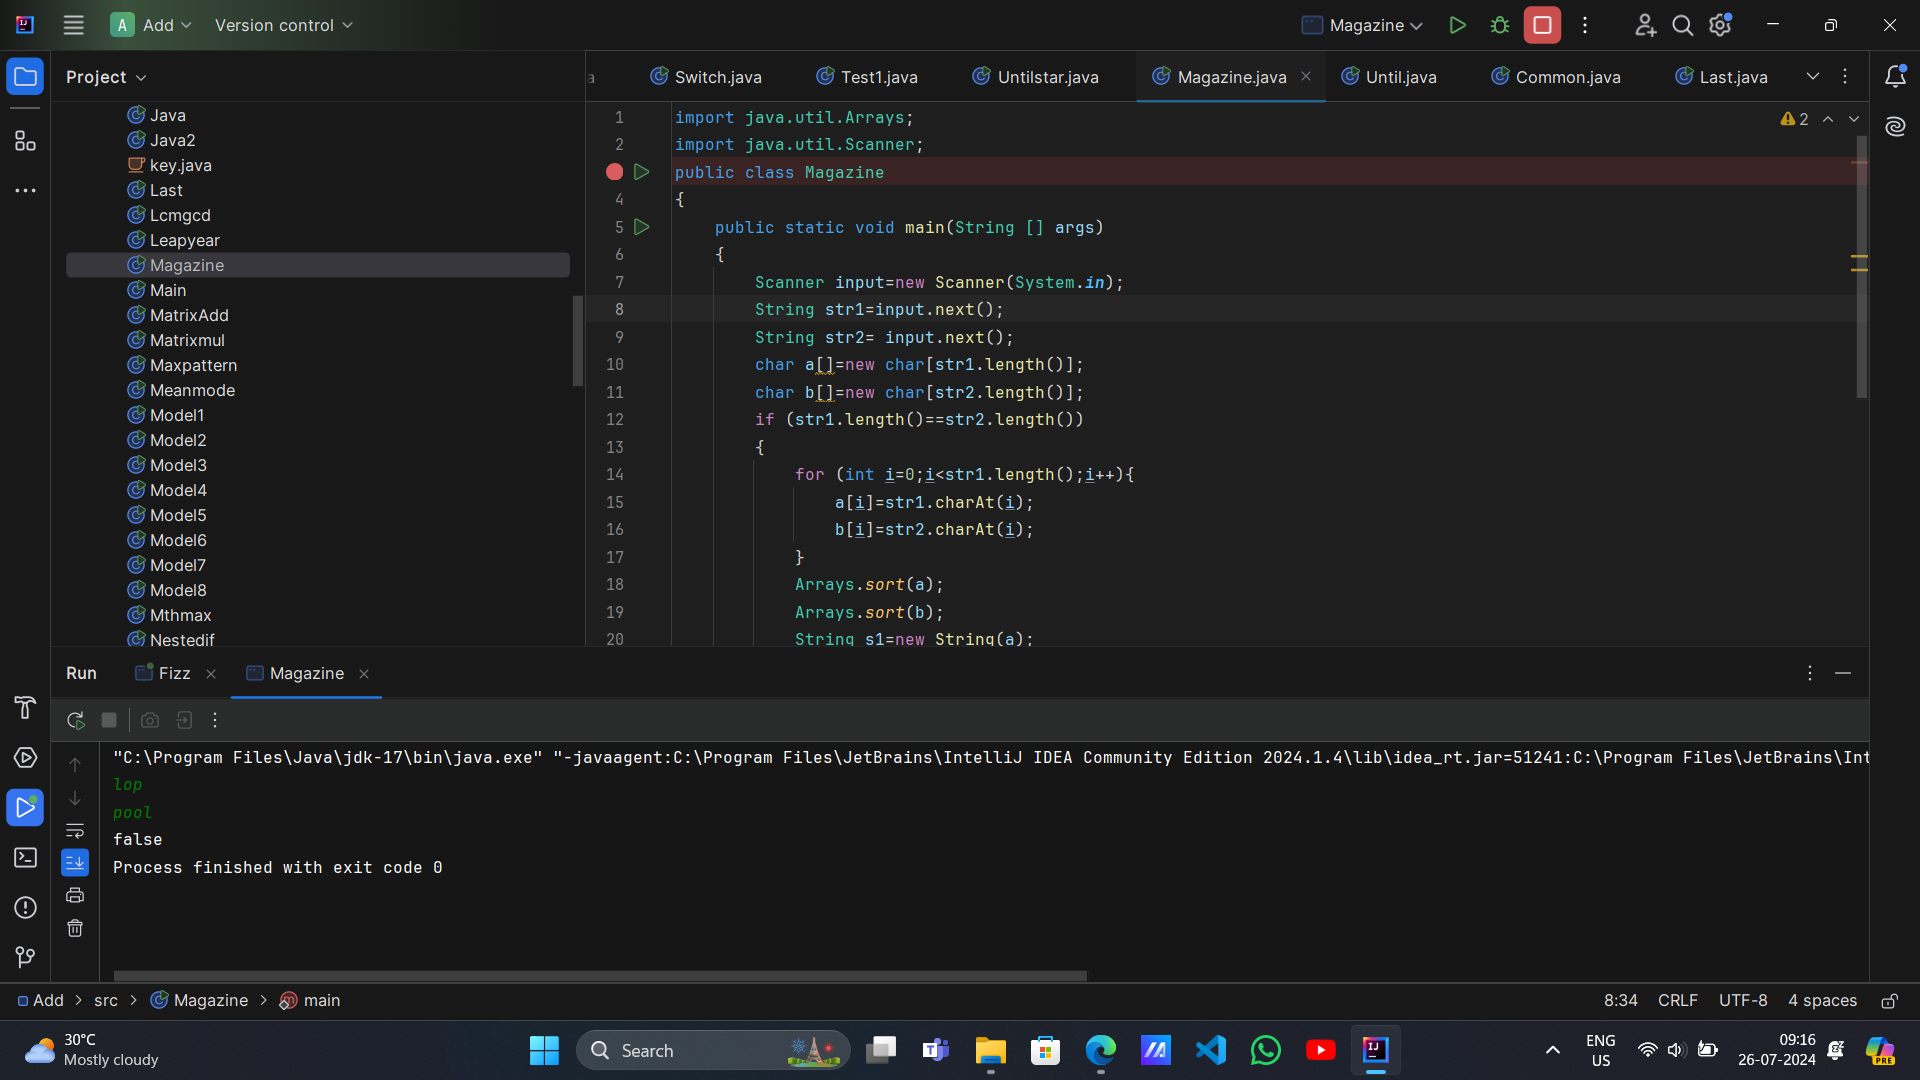 A Add Version control Magazine
Project
Java
Java2
key.java
Last
Lcmgcd
Leapyear
Magazine
Main
MatrixAdd
Matrixmul
Maxpattern
Meanmode
Model1
Model2
Model3
Model4
Model5
Model6
Model7
Model8
Mthmax
Nestedif
a Switch.java Test1.java Untilstar.java Magazine.java Until.java Common.java Last.java
2
1 import java.util.Arrays;
2 import java.util.Scanner;
public class Magazine
4 {
5 public static void main(String [] args)
6 {
7 Scanner input=new Scanner(System.in);
8 String str1=input.next();
9 String str2= input.next();
10 char a[]=new char[str1.length()];
11 char b[]=new char[str2.length()];
12 if (str1.length()==str2.length())
13 {
14 for (int i=0;i<str1.length();i++){
15 a[i]=str1.charAt(i);
16 b[i]=str2.charAt(i);
17 }
18 Arrays.sort(a);
19 Arrays.sort(b);
20 String s1=new String(a);
Run Fizz Magazine
"C:\Program Files\Java\jdk-17\bin\java.exe" "-javaagent:C:\Program Files\JetBrains\IntelliJ IDEA Community Edition 2024.1.4\lib\idea_rt.jar=51241:C:\Program Files\JetBrains\Int
lop
pool
false
Process finished with exit code 0
Add > src > Magazine > main 8:34 CRLF UTF-8 4 spaces
30°C
Mostly cloudy
Search
ENG
US
09:16
26-07-2024
PRE